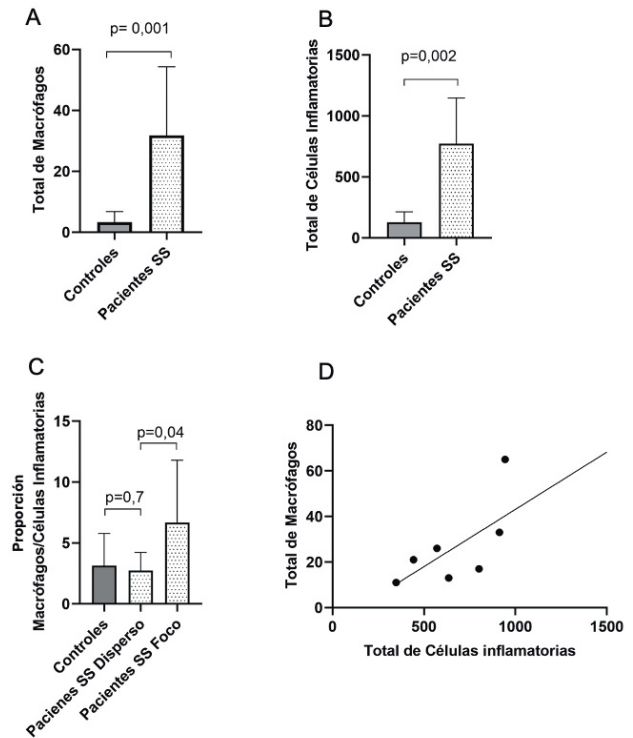 A
p= 0,001
Total de Macrófagos
60
40
20
0
Controles
Pacientes SS
B
p=0,002
Total de Células Inflamatorias
1500
1000
500
0
Controles
Pacientes SS
C
Proporción
Macrófagos/Células Inflamatorias
15
10
5
0
p=0,7
p=0,04
Controles
Pacienes SS Disperso
Pacientes SS Foco
D
Total de Macrófagos
80
60
40
20
0
0
500
1000
1500
Total de Células inflamatorias